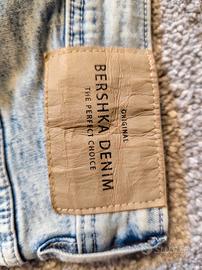 ORIGINAL
BERSHKA DENIM
THE PERFECT CHOICE